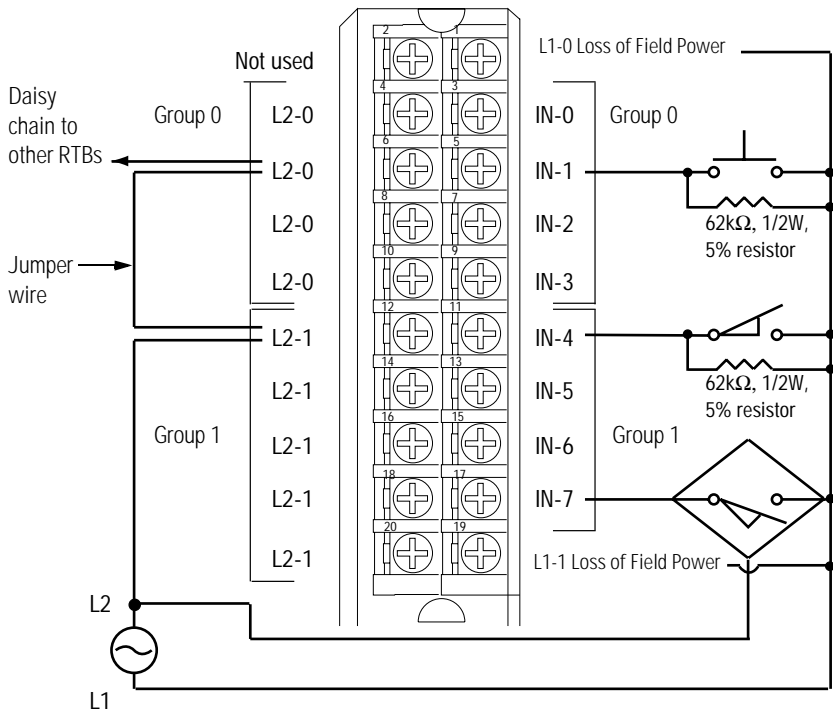 L1-0 Loss of Field Power
2 1
Not used
Daisy
chain to
other RTBs
Group 0
4 3
L2-0 IN-0
Group 0
6 5
L2-0 IN-1
8 7
L2-0 IN-2
62kΩ, 1/2W,
5% resistor
Jumper
wire
10 9
L2-0 IN-3
12 11
L2-1 IN-4
14 13
L2-1 IN-5
62kΩ, 1/2W,
5% resistor
16 15
Group 1
L2-1 IN-6
Group 1
18 17
L2-1 IN-7
20 19
L2-1
L1-1 Loss of Field Power
L2
L1